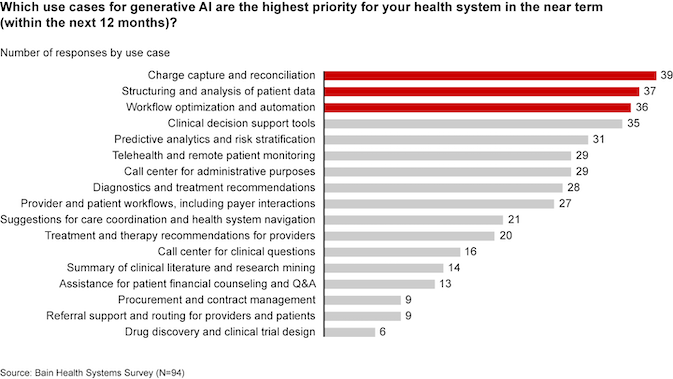 Which use cases for generative AI are the highest priority for your health system in the near term
(within the next 12 months)?
Number of responses by use case
Charge capture and reconciliation 39
Structuring and analysis of patient data 37
Workflow optimization and automation 36
Clinical decision support tools 35
Predictive analytics and risk stratification 31
Telehealth and remote patient monitoring 29
Call center for administrative purposes 29
Diagnostics and treatment recommendations 28
Provider and patient workflows, including payer interactions 27
Suggestions for care coordination and health system navigation 21
Treatment and therapy recommendations for providers 20
Call center for clinical questions 16
Summary of clinical literature and research mining 14
Assistance for patient financial counseling and Q&A 13
Procurement and contract management 9
Referral support and routing for providers and patients 9
Drug discovery and clinical trial design 6
Source: Bain Health Systems Survey (N=94)